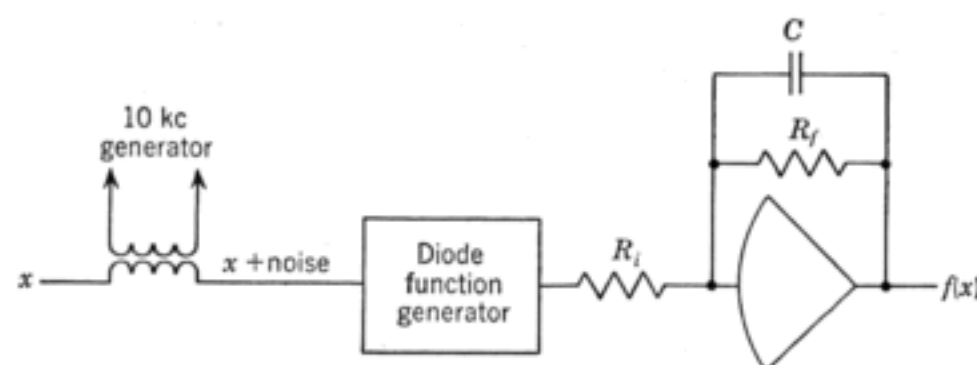 10 kc
generator
x
x + noise
Diode
function
generator
R_i
C
R_f
f(x)